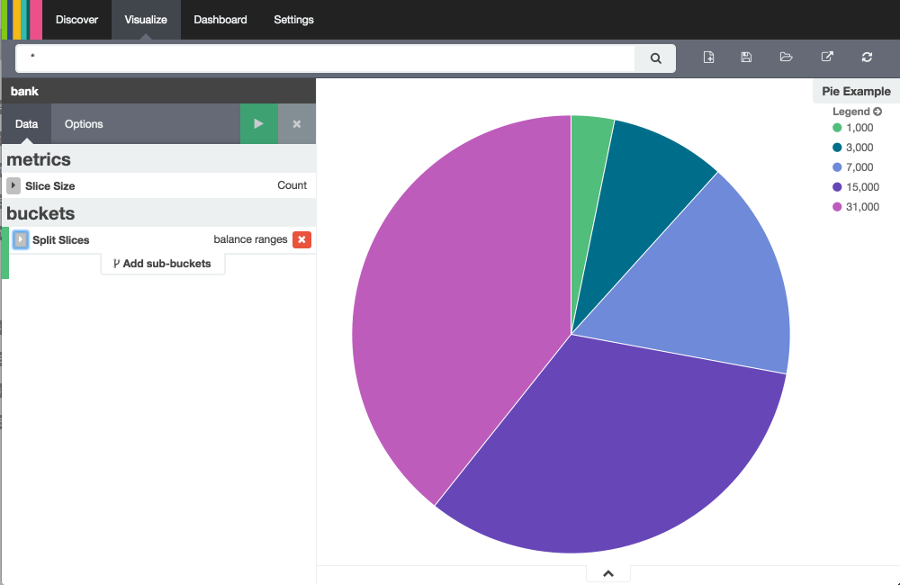 Discover Visualize Dashboard Settings
*
bank
Pie Example
Data Options
Legend
metrics
1,000
Slice Size Count
3,000
buckets
7,000
Split Slices balance ranges
15,000
Add sub-buckets
31,000